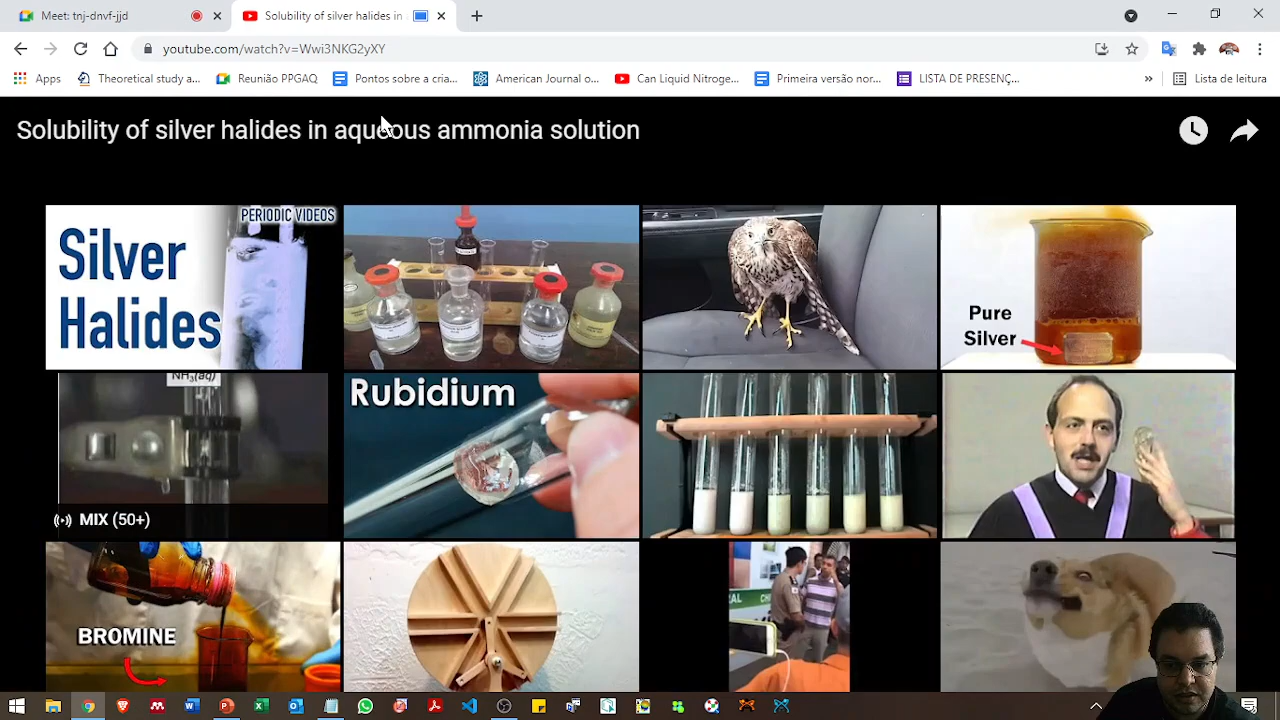 Meet: tnj-dnvf-jjd
Solubility of silver halides in
youtube.com/watch?v=Wwi3NKG2yXY
Apps
Theoretical study a...
Reunião PPGAQ
Pontos sobre a cria...
American Journal o...
Can Liquid Nitroge...
Primeira versão nor...
LISTA DE PRESENÇ...
»
Lista de leitura
Solubility of silver halides in aqueous ammonia solution
PERIODIC VIDEOS
Silver
Halides
Pure
Silver
NH3(aq)
MIX (50+)
Rubidium
BROMINE